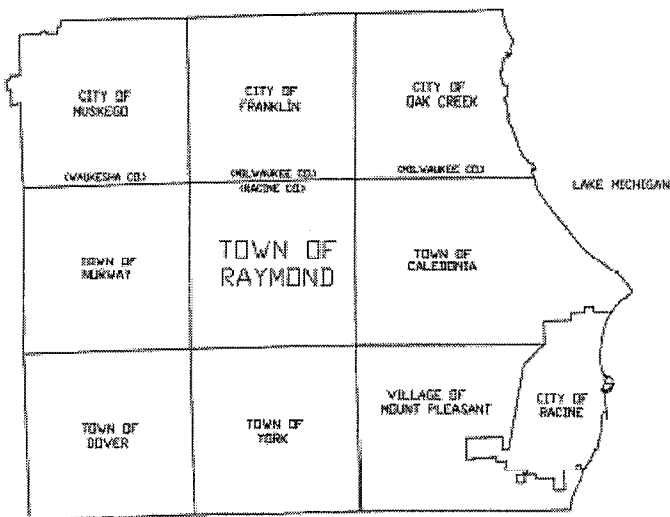 CITY OF
MUSKEGO
CITY OF
FRANKLIN
CITY OF
OAK CREEK
(WAUKESHA CO.)
(MILWAUKEE CO.)
(RACINE CO.)
(MILWAUKEE CO.)
LAKE MICHIGAN
TOWN OF
NORWAY
TOWN OF
RAYMOND
TOWN OF
CALEDONIA
TOWN OF
DOVER
TOWN OF
YORK
VILLAGE OF
MOUNT PLEASANT
CITY OF
RACINE